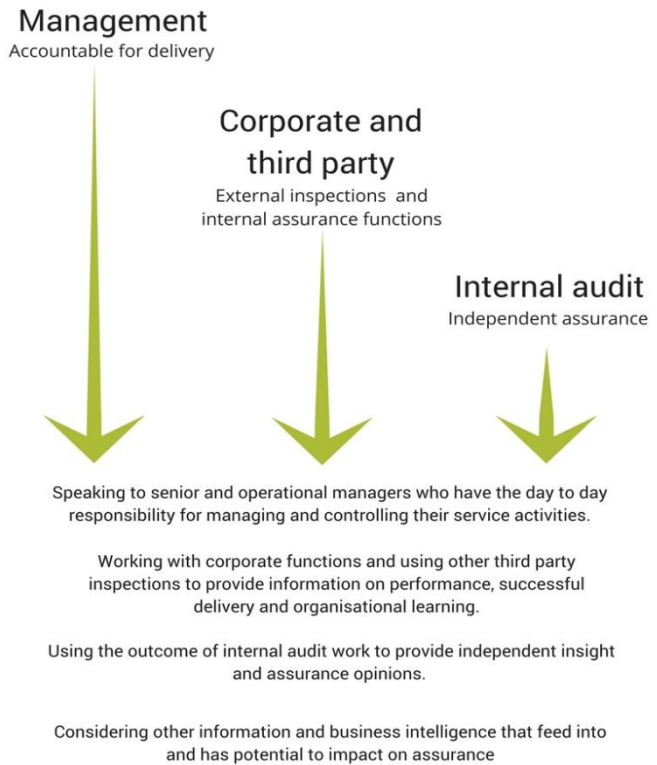 Management
Accountable for delivery
Corporate and
third party
External inspections and
internal assurance functions
Internal audit
Independent assurance
Speaking to senior and operational managers who have the day to day
responsibility for managing and controlling their service activities.
Working with corporate functions and using other third party
inspections to provide information on performance, successful
delivery and organisational learning.
Using the outcome of internal audit work to provide independent insight
and assurance opinions.
Considering other information and business intelligence that feed into
and has potential to impact on assurance